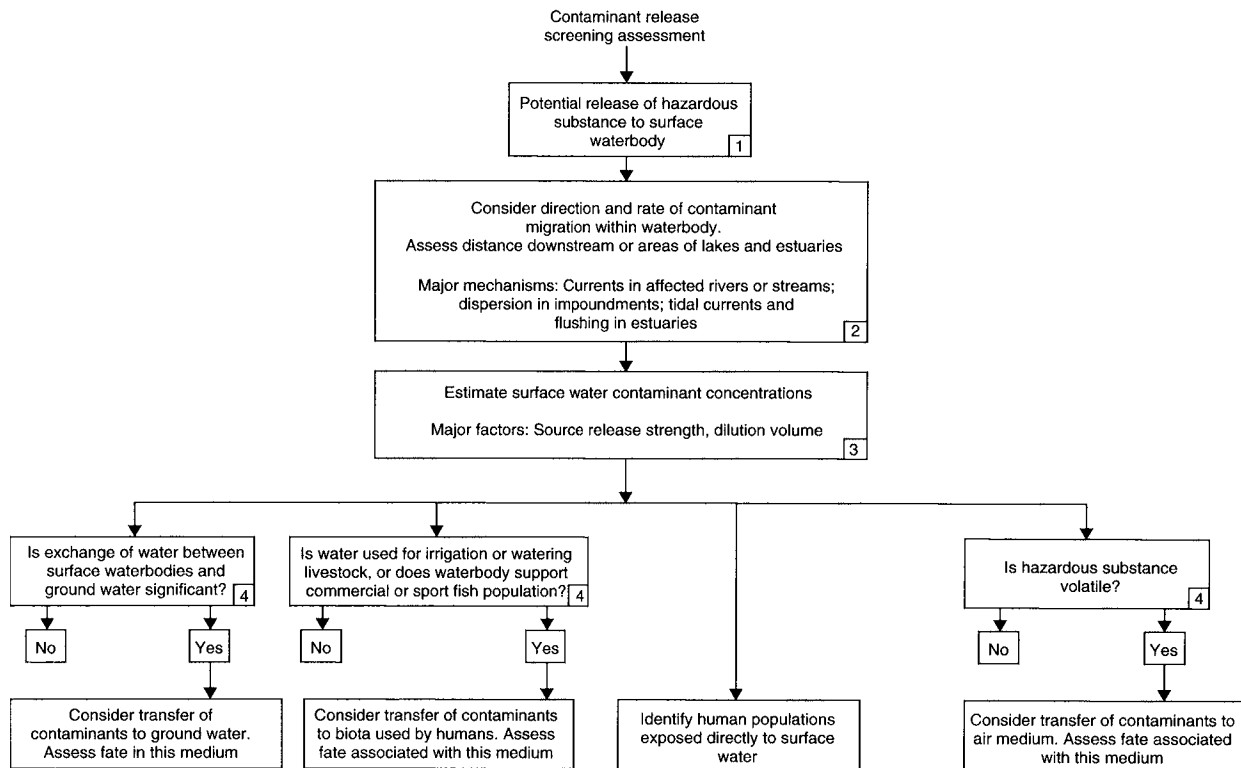 Contaminant release
screening assessment
Potential release of hazardous
substance to surface
waterbody
1
Consider direction and rate of contaminant
migration within waterbody.
Assess distance downstream or areas of lakes and estuaries
Major mechanisms: Currents in affected rivers or streams;
dispersion in impoundments; tidal currents and
flushing in estuaries
2
Estimate surface water contaminant concentrations
Major factors: Source release strength, dilution volume
3
Is exchange of water between
surface waterbodies and
ground water significant?
4
No
Yes
Consider transfer of
contaminants to ground water.
Assess fate in this medium
Is water used for irrigation or watering
livestock, or does waterbody support
commercial or sport fish population?
4
No
Yes
Consider transfer of contaminants
to biota used by humans. Assess
fate associated with this medium
Identify human populations
exposed directly to surface
water
Is hazardous substance
volatile?
4
No
Yes
Consider transfer of contaminants to
air medium. Assess fate associated
with this medium